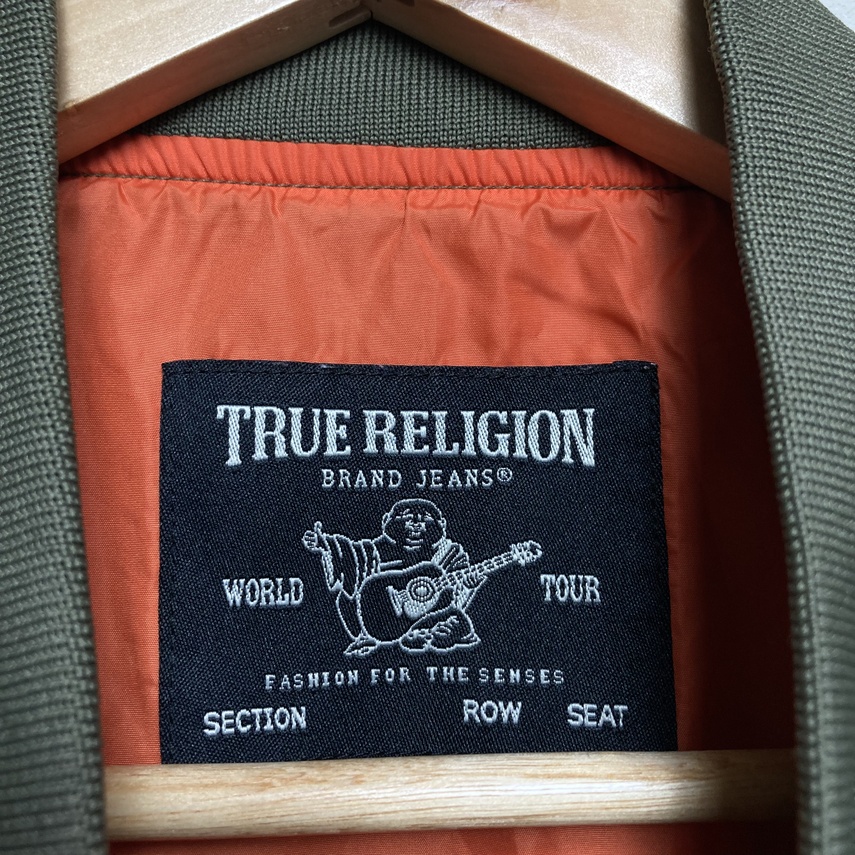 TRUE RELIGION
BRAND JEANS®
WORLD TOUR
FASHION FOR THE SENSES
SECTION ROW SEAT